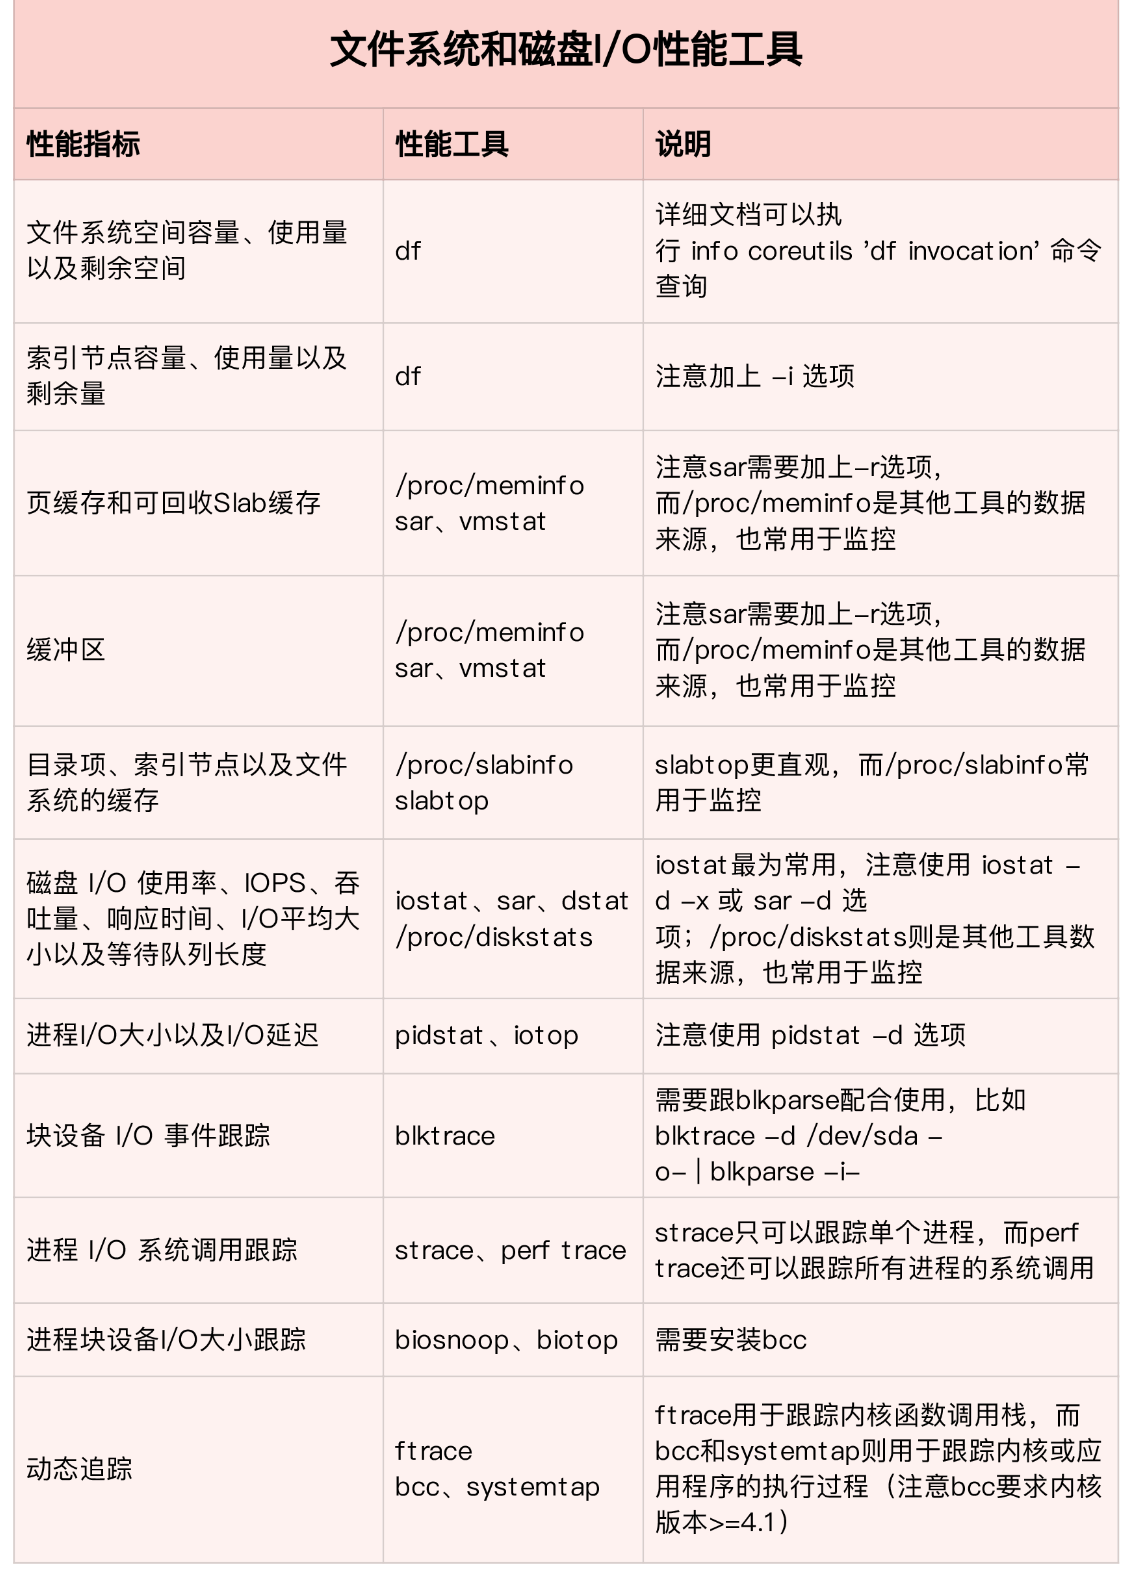 文件系统和磁盘I/O性能工具
性能指标
性能工具
说明
文件系统空间容量、使用量
以及剩余空间
df
详细文档可以执
行 info coreutils ’df invocation’ 命令
查询
索引节点容量、使用量以及
剩余量
df
注意加上 –i 选项
页缓存和可回收Slab缓存
/proc/meminfo
sar、vmstat
注意sar需要加上–r选项，
而/proc/meminfo是其他工具的数据
来源，也常用于监控
缓冲区
/proc/meminfo
sar、vmstat
注意sar需要加上–r选项，
而/proc/meminfo是其他工具的数据
来源，也常用于监控
目录项、索引节点以及文件
系统的缓存
/proc/slabinfo
slabtop
slabtop更直观，而/proc/slabinfo常
用于监控
磁盘 I/O 使用率、IOPS、吞
吐量、响应时间、I/O平均大
小以及等待队列长度
iostat、sar、dstat
/proc/diskstats
iostat最为常用，注意使用 iostat –
d –x 或 sar –d 选
项；/proc/diskstats则是其他工具数
据来源，也常用于监控
进程I/O大小以及I/O延迟
pidstat、iotop
注意使用 pidstat –d 选项
块设备 I/O 事件跟踪
blktrace
需要跟blkparse配合使用，比如
blktrace –d /dev/sda –
o– | blkparse –i–
进程 I/O 系统调用跟踪
strace、perf trace
strace只可以跟踪单个进程，而perf
trace还可以跟踪所有进程的系统调用
进程块设备I/O大小跟踪
biosnoop、biotop
需要安装bcc
动态追踪
ftrace
bcc、systemtap
ftrace用于跟踪内核函数调用栈，而
bcc和systemtap则用于跟踪内核或应
用程序的执行过程（注意bcc要求内核
版本>=4.1）